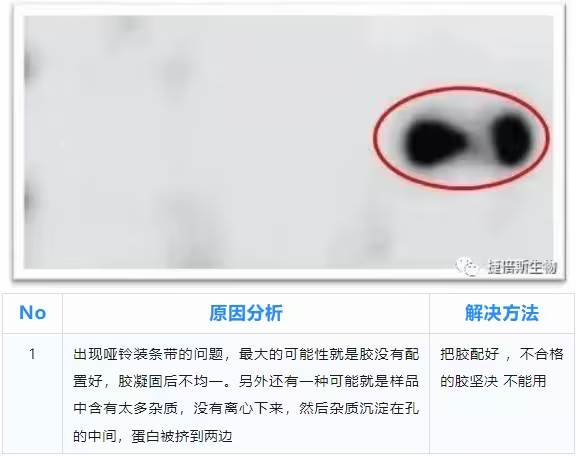 捷倍斯生物
No 原因分析 解决方法
1 出现哑铃装条带的问题，最大的可能性就是胶没有配
置好，胶凝固后不均一。另外还有一种可能就是样品
中含有太多杂质，没有离心下来，然后杂质沉淀在孔
的中间，蛋白被挤到两边
把胶配好 ，不合格
的胶坚决 不能用